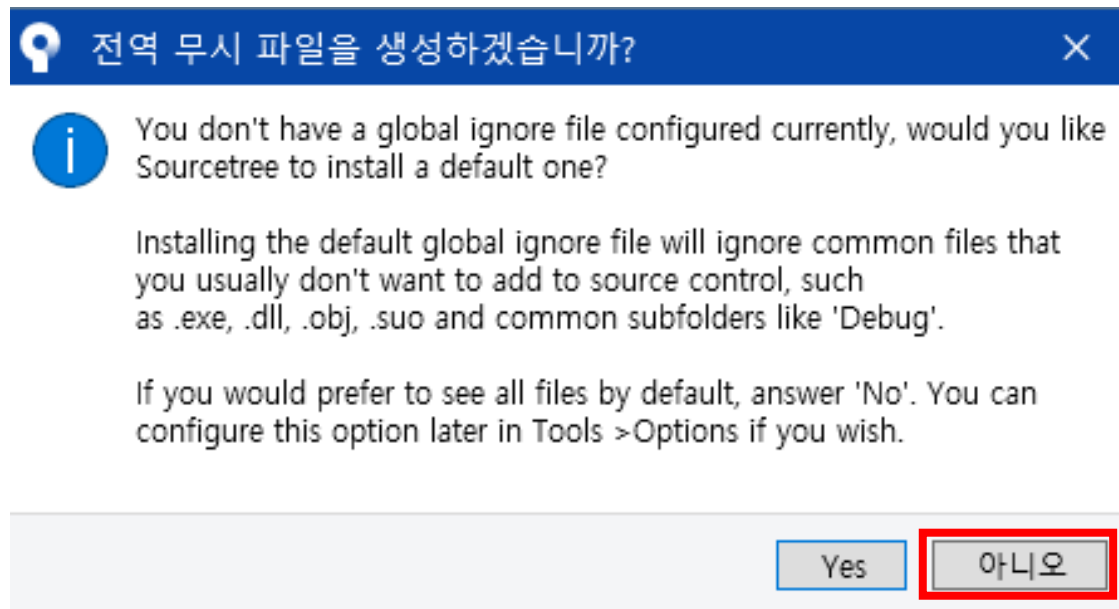 전역 무시 파일을 생성하겠습니까?
You don't have a global ignore file configured currently, would you like
Sourcetree to install a default one?
Installing the default global ignore file will ignore common files that
you usually don't want to add to source control, such
as .exe, .dll, .obj, .suo and common subfolders like 'Debug'.
If you would prefer to see all files by default, answer 'No'. You can
configure this option later in Tools >Options if you wish.
Yes
아니오